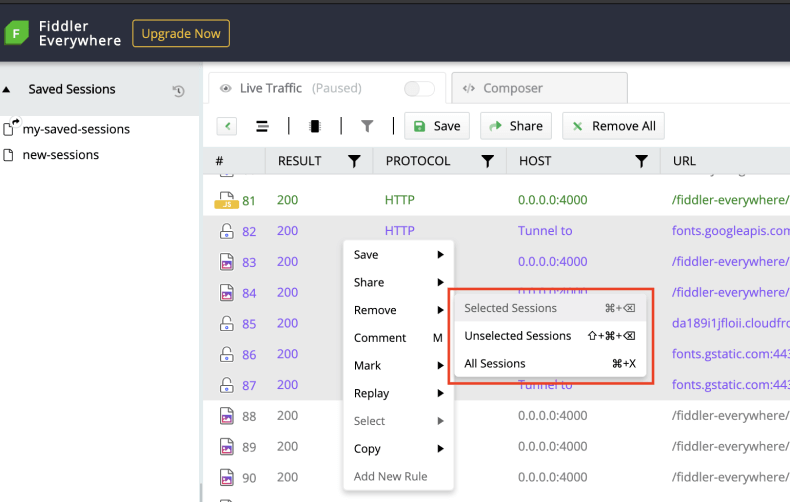 Fiddler
Everywhere
Upgrade Now
Saved Sessions
my-saved-sessions
new-sessions
Live Traffic (Paused)
Composer
Save
Share
Remove All
# RESULT PROTOCOL HOST URL
JS 81 200 HTTP 0.0.0.0:4000 /fiddler-everywhere/
82 200 HTTP Tunnel to fonts.googleapis.com
83 200 0.0.0.0:4000 /fiddler-everywhere/
84 200 0.0.0.0:4000 /fiddler-everywhere/
85 200 da189i1jfloii.cloudfro
86 200 fonts.gstatic.com:443
87 200 Tunnel to fonts.gstatic.com:443
88 200 0.0.0.0:4000 /fiddler-everywhere/
89 200 0.0.0.0:4000 /fiddler-everywhere/
90 200 0.0.0.0:4000 /fiddler-everywhere/
Save
Share
Remove
Comment M
Mark
Replay
Select
Copy
Add New Rule
Selected Sessions ⌘+⌫
Unselected Sessions ⇧+⌘+⌫
All Sessions ⌘+X